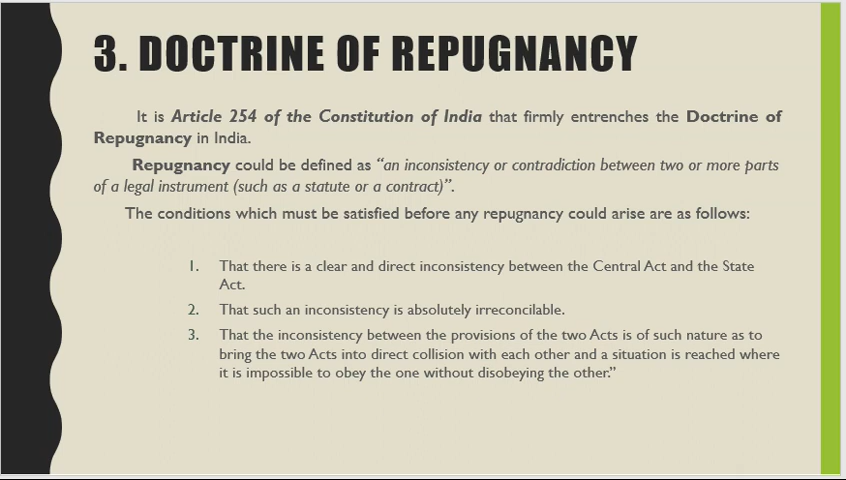 3. DOCTRINE OF REPUGNANCY
It is Article 254 of the Constitution of India that firmly entrenches the Doctrine of
Repugnancy in India.
Repugnancy could be defined as “an inconsistency or contradiction between two or more parts
of a legal instrument (such as a statute or a contract)”.
The conditions which must be satisfied before any repugnancy could arise are as follows:
1. That there is a clear and direct inconsistency between the Central Act and the State
Act.
2. That such an inconsistency is absolutely irreconcilable.
3. That the inconsistency between the provisions of the two Acts is of such nature as to
bring the two Acts into direct collision with each other and a situation is reached where
it is impossible to obey the one without disobeying the other.”